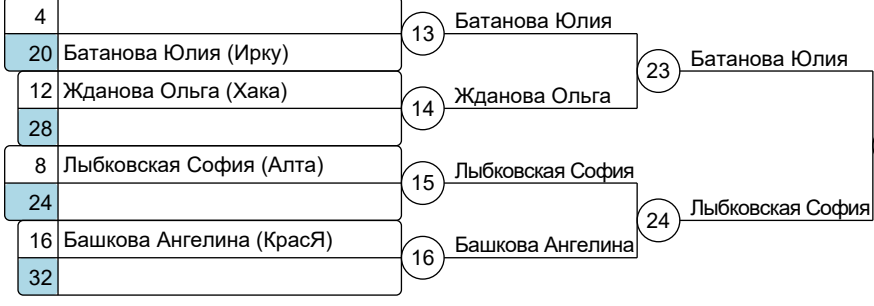 4
13
Батанова Юлия
20 Батанова Юлия (Ирку)
23
Батанова Юлия
12 Жданова Ольга (Хака)
14
Жданова Ольга
28
8 Лыбковская София (Алта)
15
Лыбковская София
24
24
Лыбковская София
16 Башкова Ангелина (КрасЯ)
16
Башкова Ангелина
32